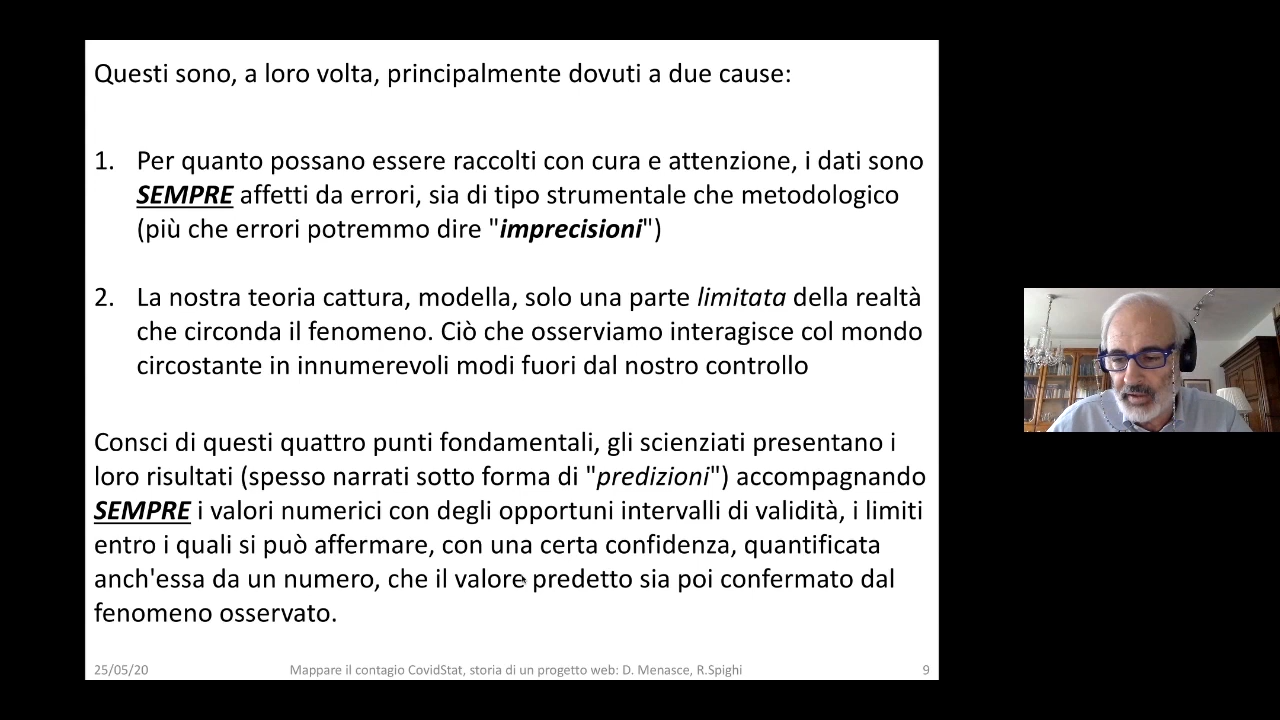 Questi sono, a loro volta, principalmente dovuti a due cause:
1. Per quanto possano essere raccolti con cura e attenzione, i dati sono
SEMPRE affetti da errori, sia di tipo strumentale che metodologico
(più che errori potremmo dire "imprecisioni")
2. La nostra teoria cattura, modella, solo una parte limitata della realtà
che circonda il fenomeno. Ciò che osserviamo interagisce col mondo
circostante in innumerevoli modi fuori dal nostro controllo
Consci di questi quattro punti fondamentali, gli scienziati presentano i
loro risultati (spesso narrati sotto forma di "predizioni") accompagnando
SEMPRE i valori numerici con degli opportuni intervalli di validità, i limiti
entro i quali si può affermare, con una certa confidenza, quantificata
anch'essa da un numero, che il valore predetto sia poi confermato dal
fenomeno osservato.
25/05/20 Mappare il contagio CovidStat, storia di un progetto web: D. Menasce, R.Spighi 9